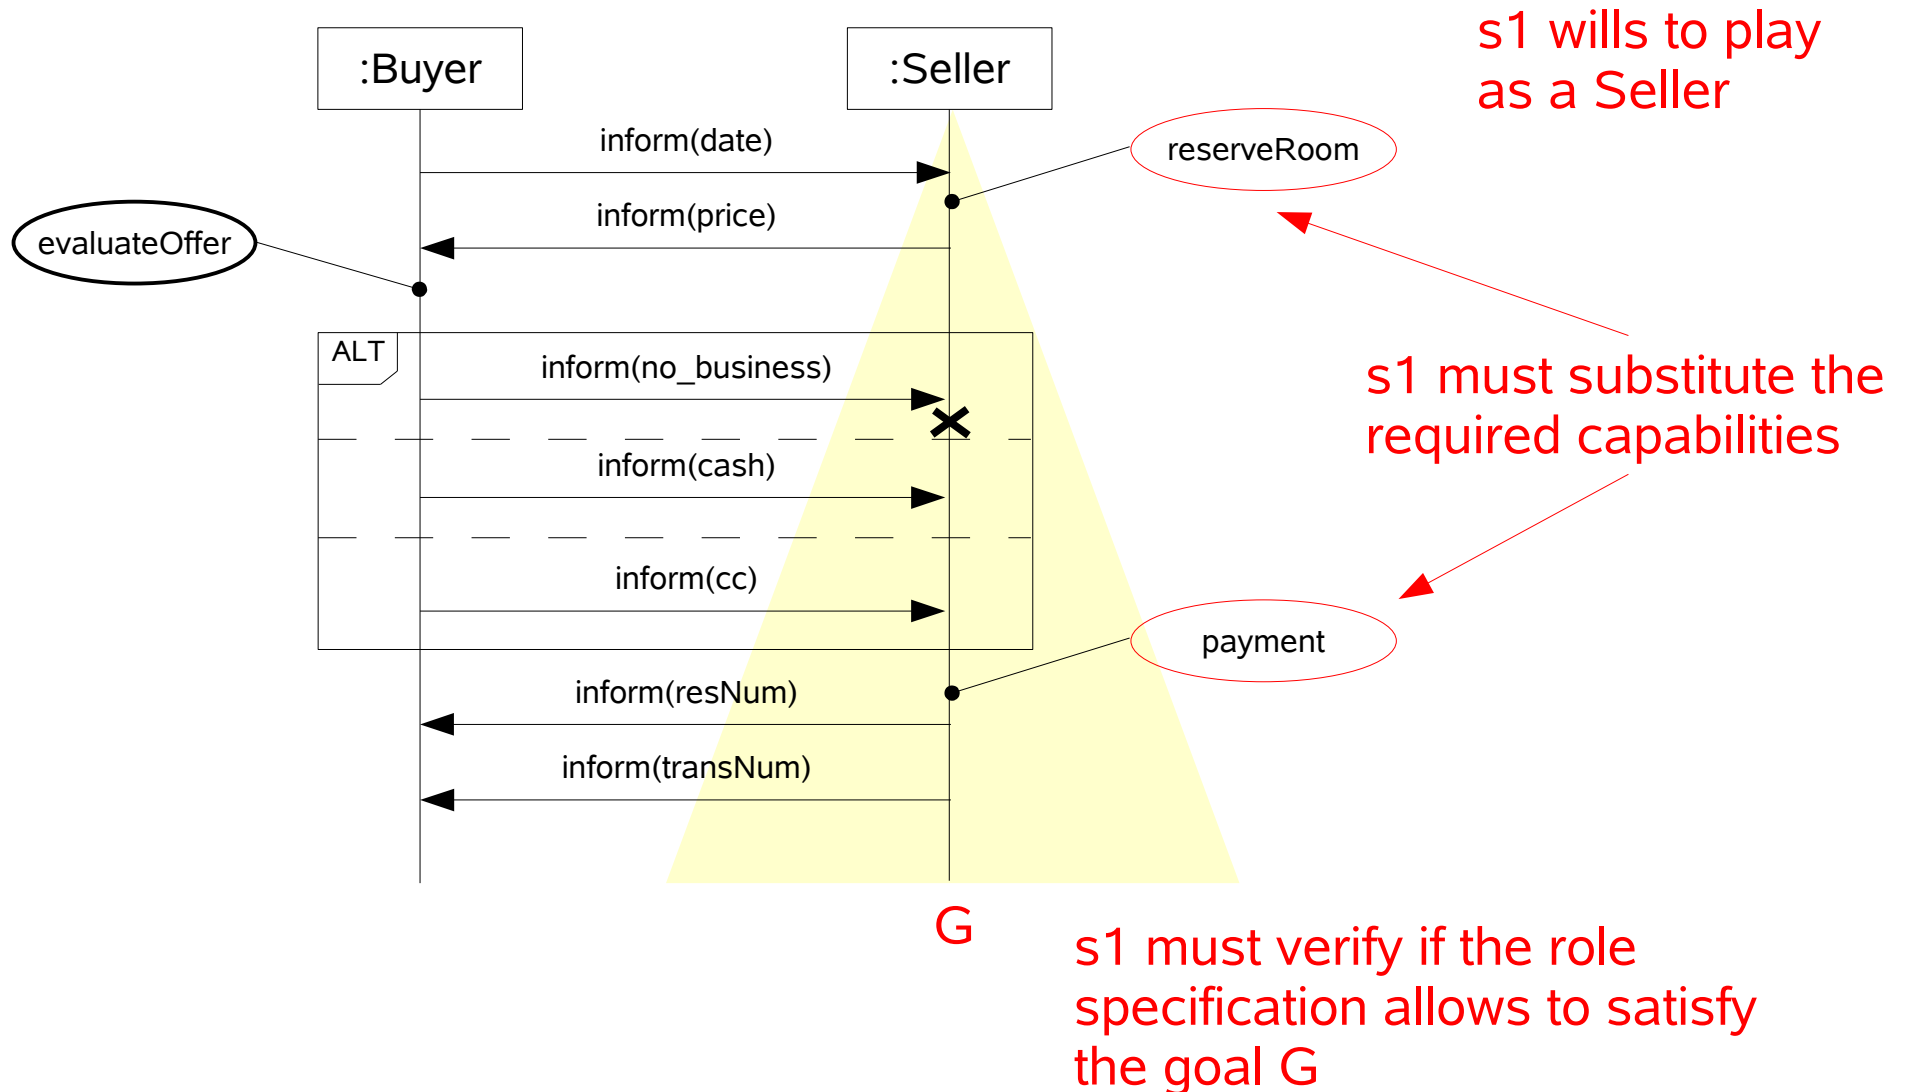 s1 wills to play
as a Seller
:Buyer
:Seller
inform(date)
reserveRoom
inform(price)
evaluateOffer
ALT
inform(no_business)
s1 must substitute the
required capabilities
inform(cash)
inform(cc)
payment
inform(resNum)
inform(transNum)
G
s1 must verify if the role
specification allows to satisfy
the goal G